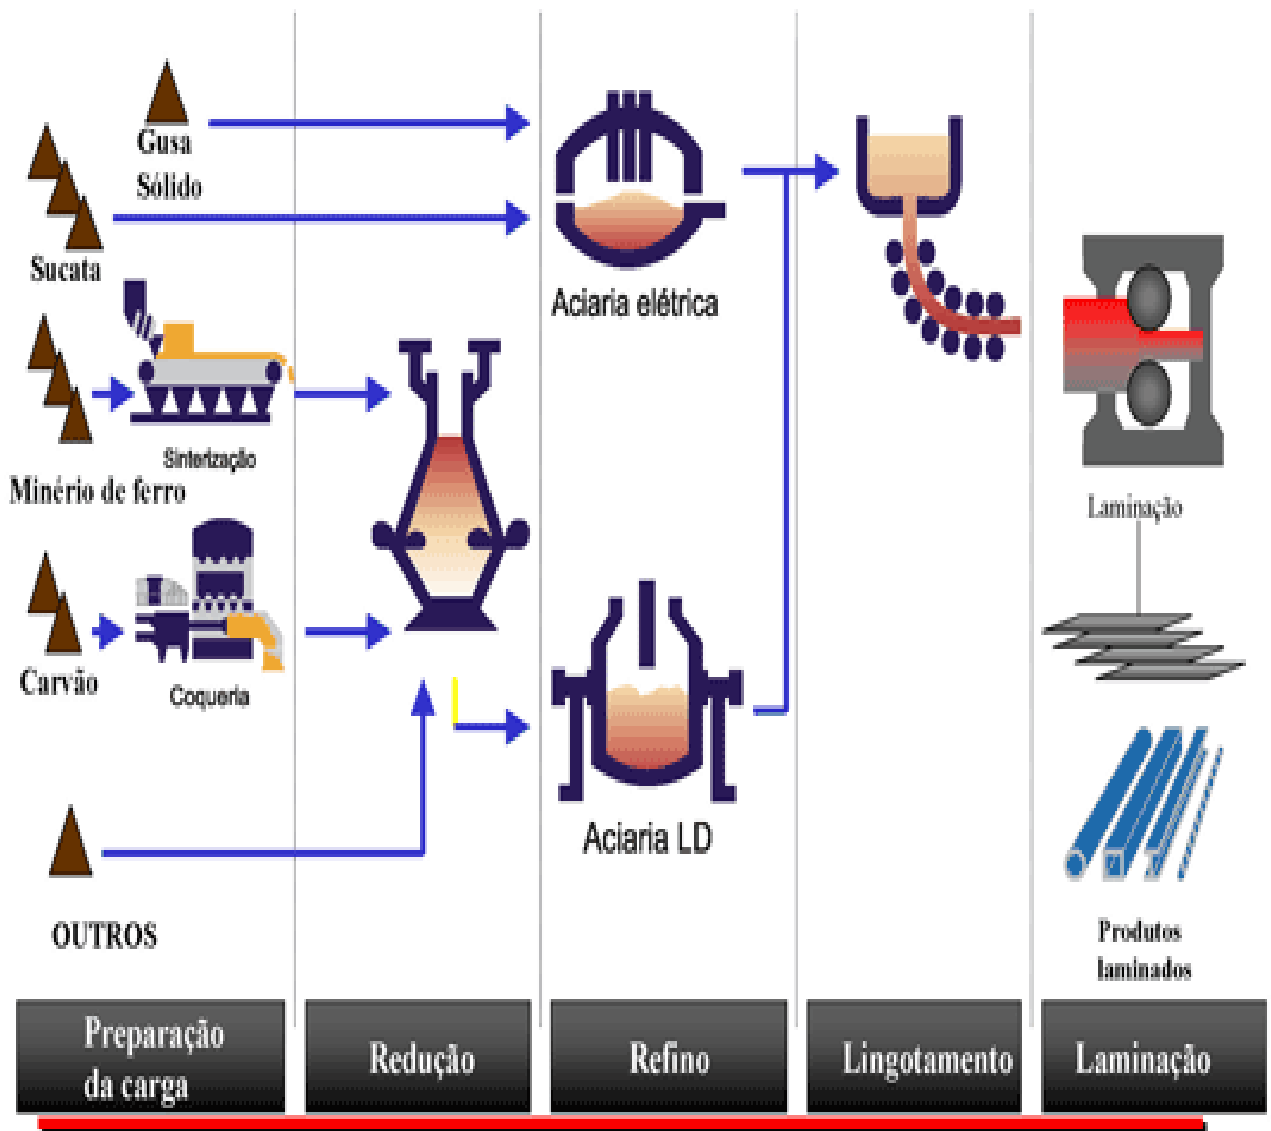 Gusa
Sólido
Sucata
Sinterização
Minério de ferro
Carvão
Coqueria
OUTROS
Aciaria elétrica
Aciaria LD
Laminação
Produtos
laminados
Preparação
da carga
Redução
Refino
Lingotamento
Laminação